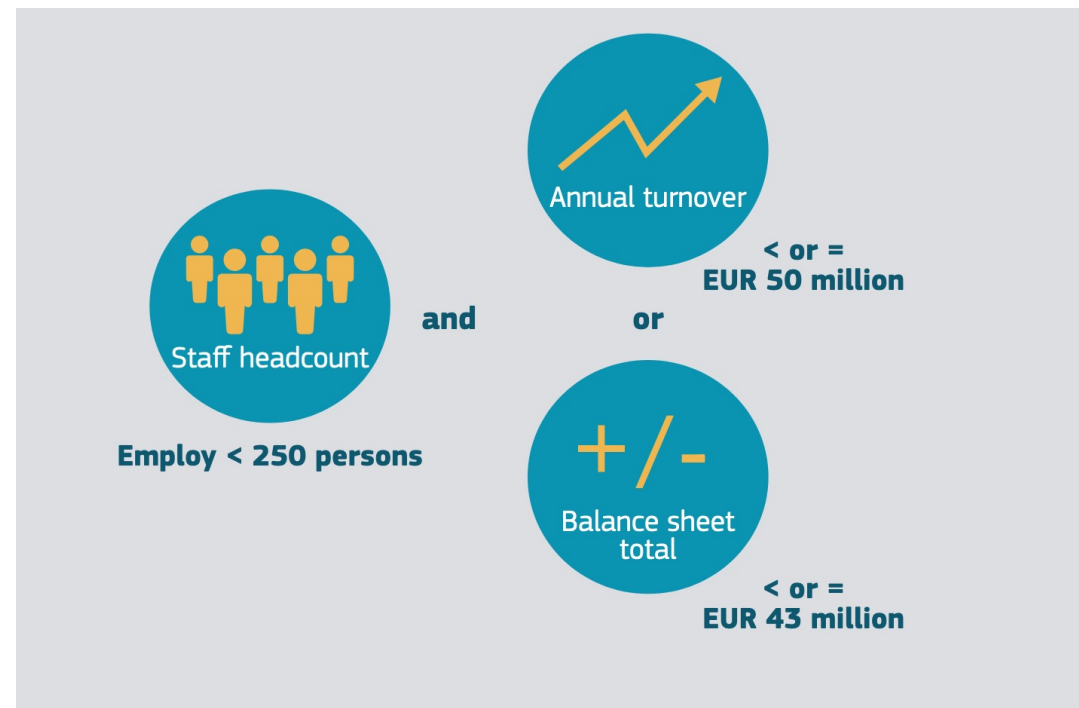 Staff headcount
Employ < 250 persons
and
Annual turnover
< or =
EUR 50 million
or
+/-
Balance sheet
total
< or =
EUR 43 million